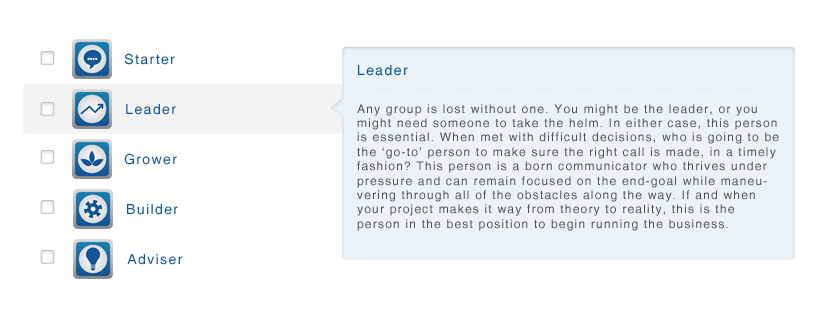 Starter
Leader
Grower
Builder
Adviser
Leader
Any group is lost without one. You might be the leader, or you
might need someone to take the helm. In either case, this person
is essential. When met with difficult decisions, who is going to be
the ‘go-to’ person to make sure the right call is made, in a timely
fashion? This person is a born communicator who thrives under
pressure and can remain focused on the end-goal while maneu-
vering through all of the obstacles along the way. If and when
your project makes it way from theory to reality, this is the
person in the best position to begin running the business.